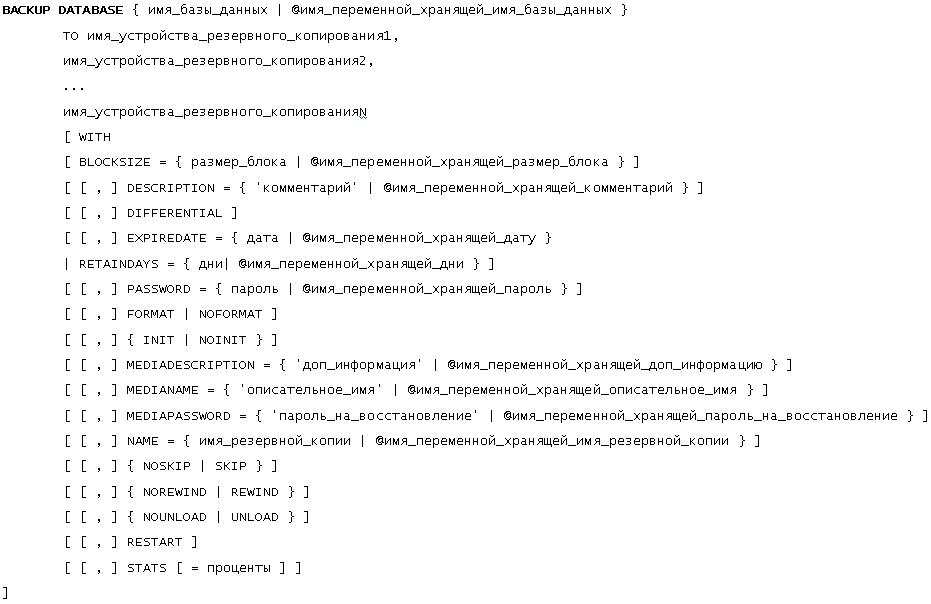 BACKUP DATABASE { имя_базы_данных | @имя_переменной_хранящей_имя_базы_данных }
TO имя_устройства_резервного_копирования1,
имя_устройства_резервного_копирования2,
...
имя_устройства_резервного_копированияN
[ WITH
[ BLOCKSIZE = { размер_блока | @имя_переменной_хранящей_размер_блока } ]
[ [ , ] DESCRIPTION = { 'комментарий' | @имя_переменной_хранящей_комментарий } ]
[ [ , ] DIFFERENTIAL ]
[ [ , ] EXPIREDATE = { дата | @имя_переменной_хранящей_дату }
| RETAINDAYS = { дни| @имя_переменной_хранящей_дни } ]
[ [ , ] PASSWORD = { пароль | @имя_переменной_хранящей_пароль } ]
[ [ , ] FORMAT | NOFORMAT ]
[ [ , ] { INIT | NOINIT } ]
[ [ , ] MEDIADESCRIPTION = { 'доп_информация' | @имя_переменной_хранящей_доп_информацию } ]
[ [ , ] MEDIANAME = { 'описательное_имя' | @имя_переменной_хранящей_описательное_имя } ]
[ [ , ] MEDIAPASSWORD = { 'пароль_на_восстановление' | @имя_переменной_хранящей_пароль_на_восстановление } ]
[ [ , ] NAME = { имя_резервной_копии | @имя_переменной_хранящей_имя_резервной_копии } ]
[ [ , ] { NOSKIP | SKIP } ]
[ [ , ] { NOREWIND | REWIND } ]
[ [ , ] { NOUNLOAD | UNLOAD } ]
[ [ , ] RESTART ]
[ [ , ] STATS [ = проценты ] ]
]